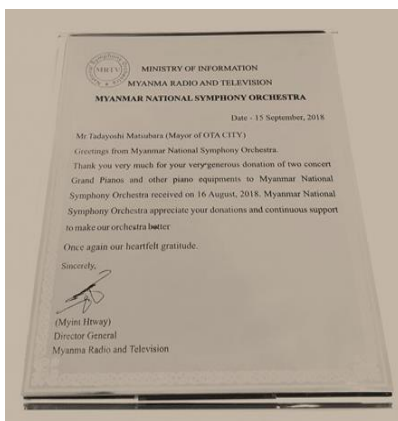 MRTV
MINISTRY OF INFORMATION
MYANMA RADIO AND TELEVISION
MYANMAR NATIONAL SYMPHONY ORCHESTRA
Date - 15 September, 2018
Mr Tadayoshi Matsubara (Mayor of OTA CITY)
Greetings from Myanmar National Symphony Orchestra.
Thank you very much for your very generous donation of two concert
Grand Pianos and other piano equipments to Myanmar National
Symphony Orchestra received on 16 August, 2018. Myanmar National
Symphony Orchestra appreciate your donations and continuous support
to make our orchestra better
Once again our heartfelt gratitude.
Sincerely,
(Myint Htway)
Director General
Myanma Radio and Television